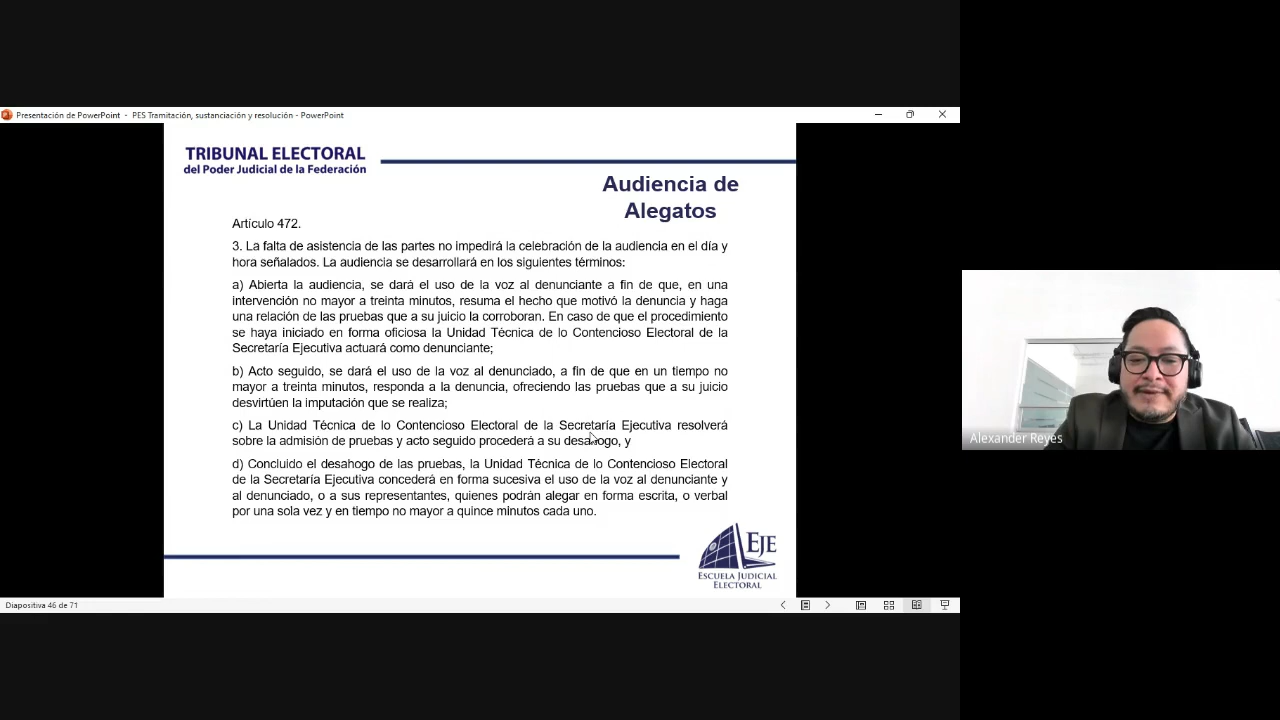 Presentación de PowerPoint - PES Tramitación, sustanciación y resolución - PowerPoint
TRIBUNAL ELECTORAL
del Poder Judicial de la Federación
Audiencia de
Alegatos
Artículo 472.
3. La falta de asistencia de las partes no impedirá la celebración de la audiencia en el día y
hora señalados. La audiencia se desarrollará en los siguientes términos:
a) Abierta la audiencia, se dará el uso de la voz al denunciante a fin de que, en una
intervención no mayor a treinta minutos, resuma el hecho que motivó la denuncia y haga
una relación de las pruebas que a su juicio la corroboran. En caso de que el procedimiento
se haya iniciado en forma oficiosa la Unidad Técnica de lo Contencioso Electoral de la
Secretaría Ejecutiva actuará como denunciante;
b) Acto seguido, se dará el uso de la voz al denunciado, a fin de que en un tiempo no
mayor a treinta minutos, responda a la denuncia, ofreciendo las pruebas que a su juicio
desvirtúen la imputación que se realiza;
c) La Unidad Técnica de lo Contencioso Electoral de la Secretaría Ejecutiva resolverá
sobre la admisión de pruebas y acto seguido procederá a su desahogo, y
d) Concluido el desahogo de las pruebas, la Unidad Técnica de lo Contencioso Electoral
de la Secretaría Ejecutiva concederá en forma sucesiva el uso de la voz al denunciante y
al denunciado, o a sus representantes, quienes podrán alegar en forma escrita, o verbal
por una sola vez y en tiempo no mayor a quince minutos cada uno.
EJE
ESCUELA JUDICIAL
ELECTORAL
Diapositiva 46 de 71
Alexander Reyes